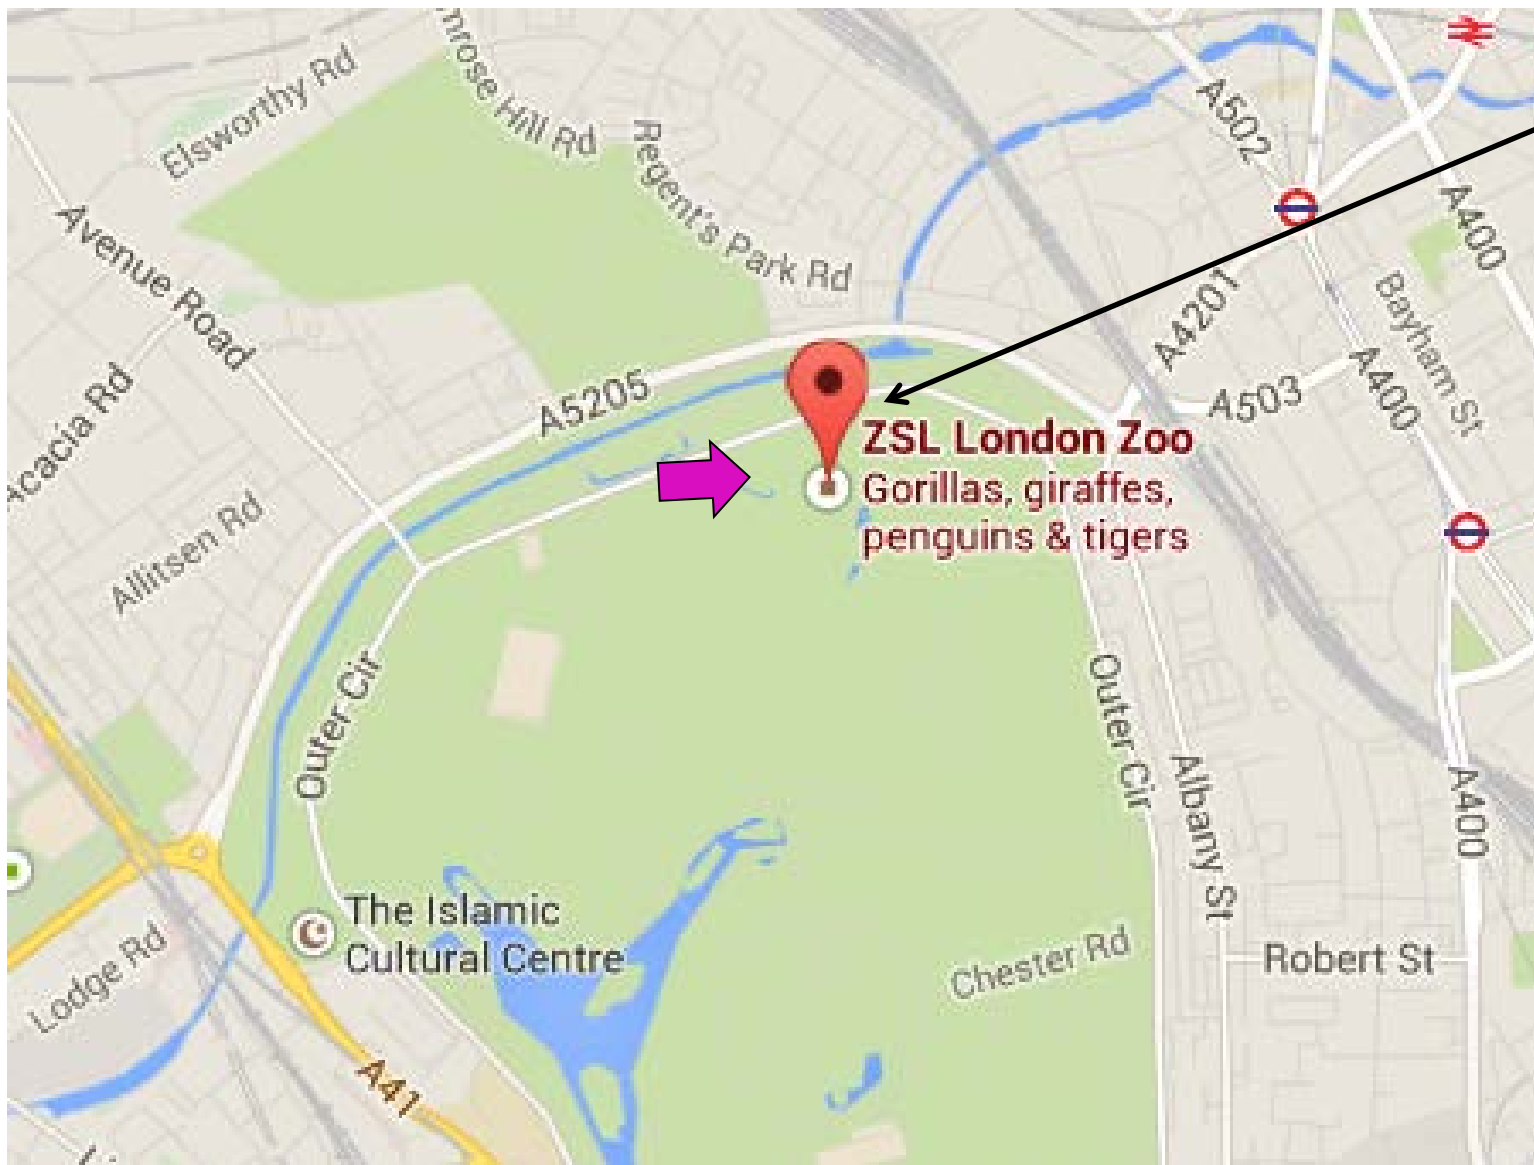 mrose Hill Rd
Elsworthy Rd
A502
Regent's Park Rd
A400
Avenue Road
A4201
Bayham St
A503
A400
A5205
Acacia Rd
ZSL London Zoo
Gorillas, giraffes,
penguins & tigers
Allitsen Rd
Outer Cir
Outer Cir
Albany St
A400
The Islamic
Cultural Centre
Chester Rd
Robert St
Lodge Rd
A41